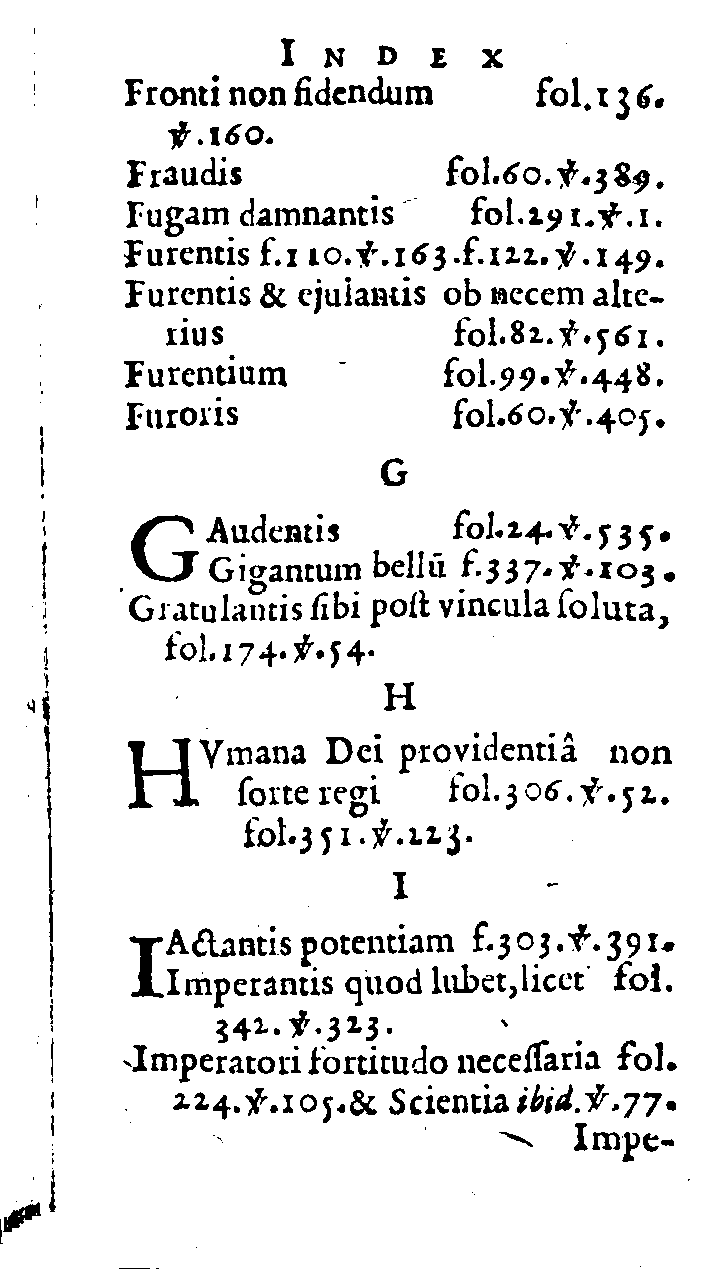 INDEX
Fronti non fidendum fol.136.
℣.160.
Fraudis fol.60.℣.389.
Fugam damnantis fol.291.℣.1.
Furentis f.110.℣.163.f.122.℣.149.
Furentis & ejulantis ob necem alte-
rius fol.82.℣.561.
Furentium fol.99.℣.448.
Furoris fol.60.℣.405.
G
GAudentis fol.24.℣.535.
Gigantum bellū f.337.℣.103.
Gratulantis ſibi poſt vincula ſoluta,
fol.174.℣.54.
H
HVmana Dei providentiâ non
ſorte regi fol.306.℣.52.
fol.351.℣.223.
I
IActantis potentiam f.303.℣.391.
Imperantis quod lubet,licet fol.
342.℣.323.
Imperatori fortitudo neceſſaria fol.
224.℣.105.& Scientia ibid.℣.77.
Impe-